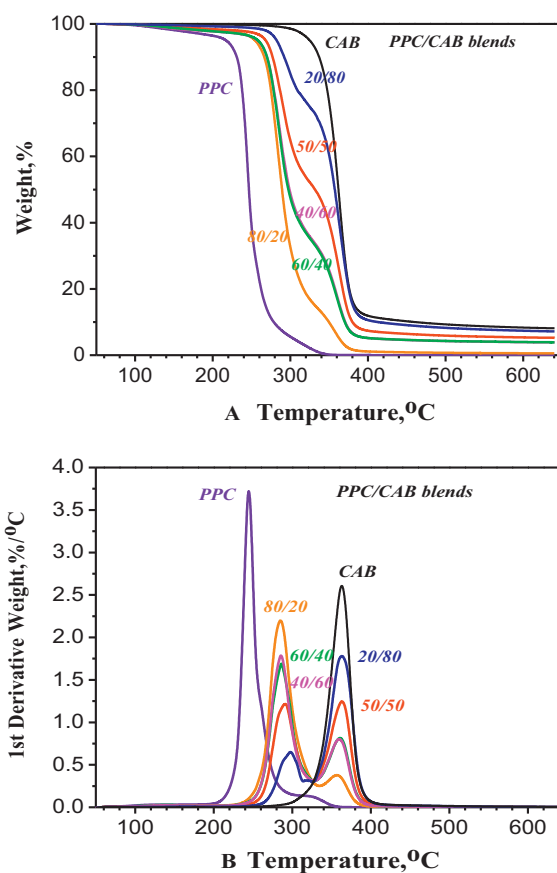 100
CAB PPC/CAB blends
20/80
80
PPC
50/50
60
40/60
40
80/20
60/40
20
0
Weight,%
100 200 300 400 500 600
A Temperature,⁰C
4.0
PPC PPC/CAB blends
3.5
3.0
CAB
2.5
80/20
2.0
60/40 20/80
1.5
40/60
50/50
1.0
0.5
0.0
1st Derivative Weight,%/⁰C
100 200 300 400 500 600
B Temperature,⁰C